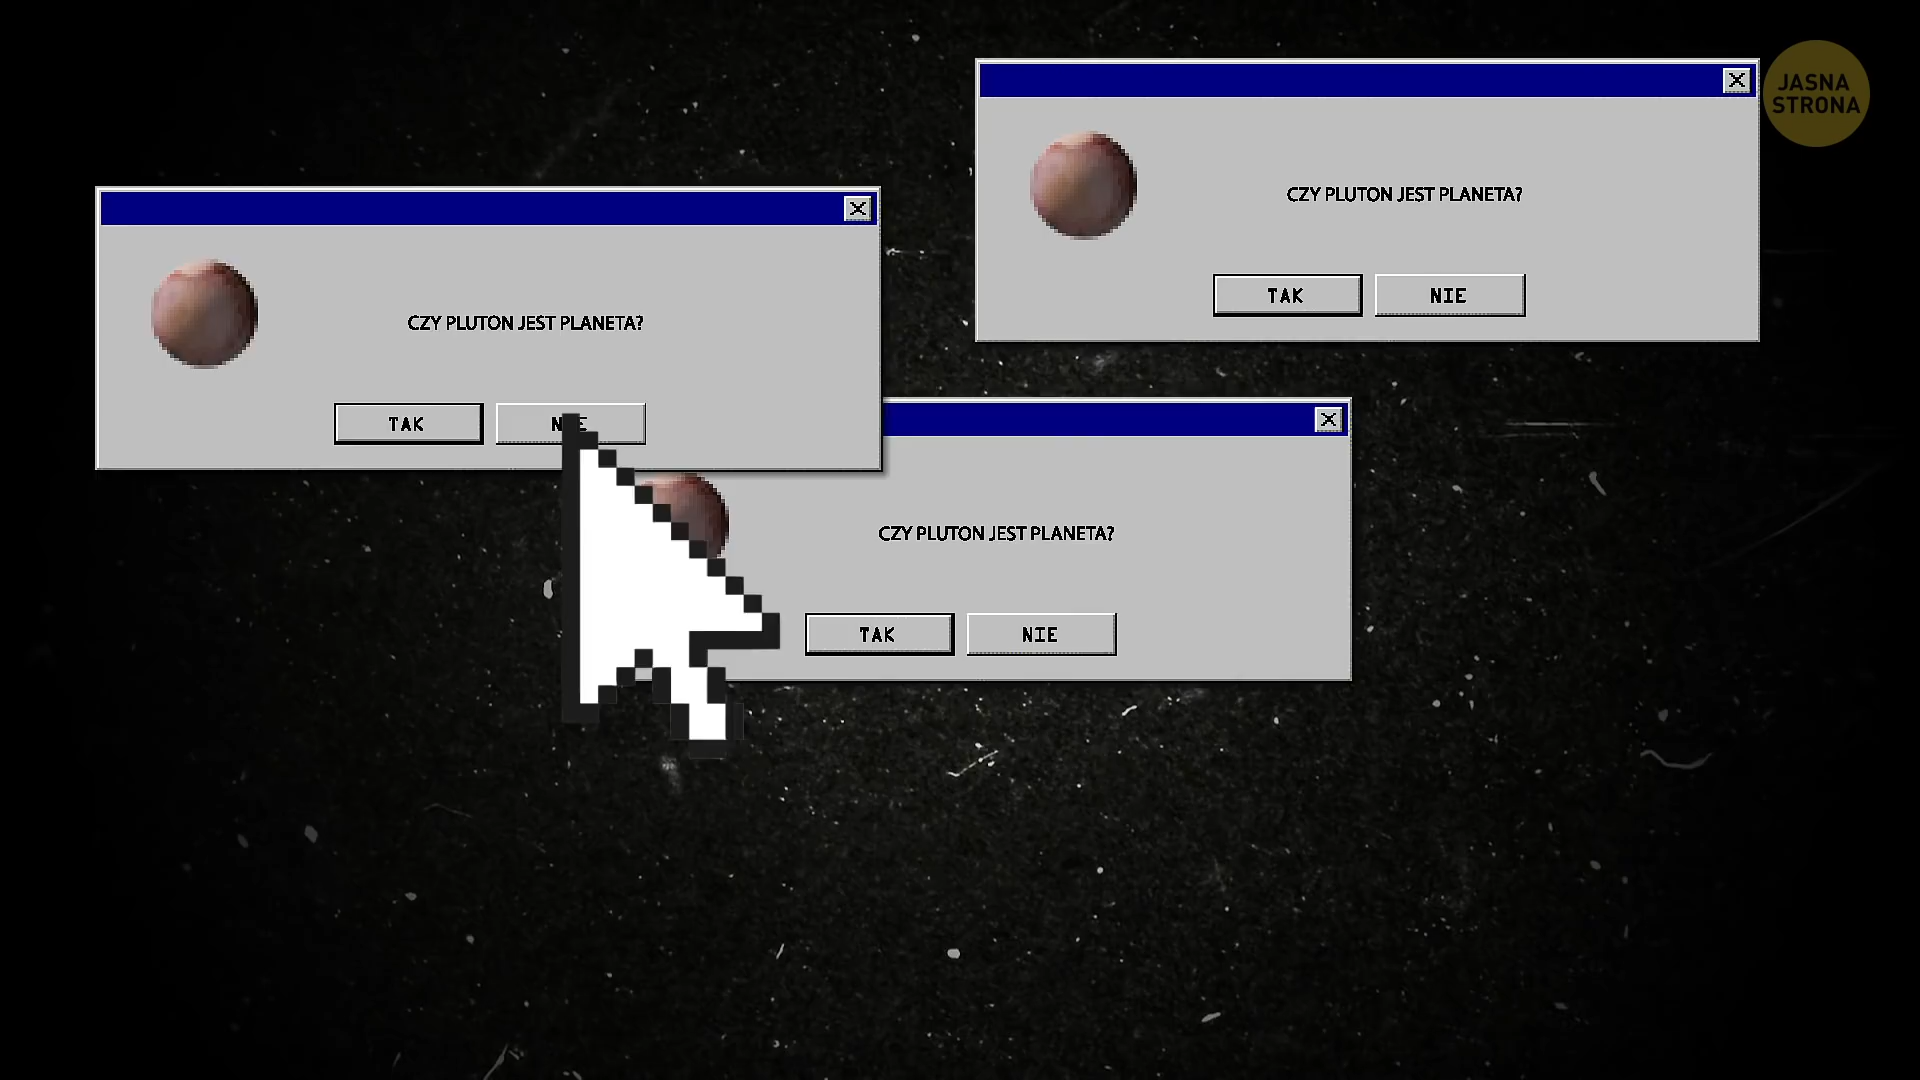 JASNA
STRONA
CZY PLUTON JEST PLANETA?
TAK NIE
CZY PLUTON JEST PLANETA?
TAK
CZY PLUTON JEST PLANETA?
TAK NIE